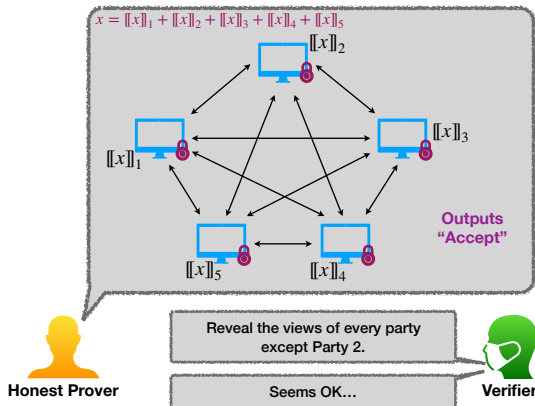 x = ⟦x⟧₁ + ⟦x⟧₂ + ⟦x⟧₃ + ⟦x⟧₄ + ⟦x⟧₅
⟦x⟧₂
⟦x⟧₁
⟦x⟧₃
⟦x⟧₅
⟦x⟧₄
Outputs
“Accept”
Reveal the views of every party
except Party 2.
Honest Prover
Seems OK…
Verifier